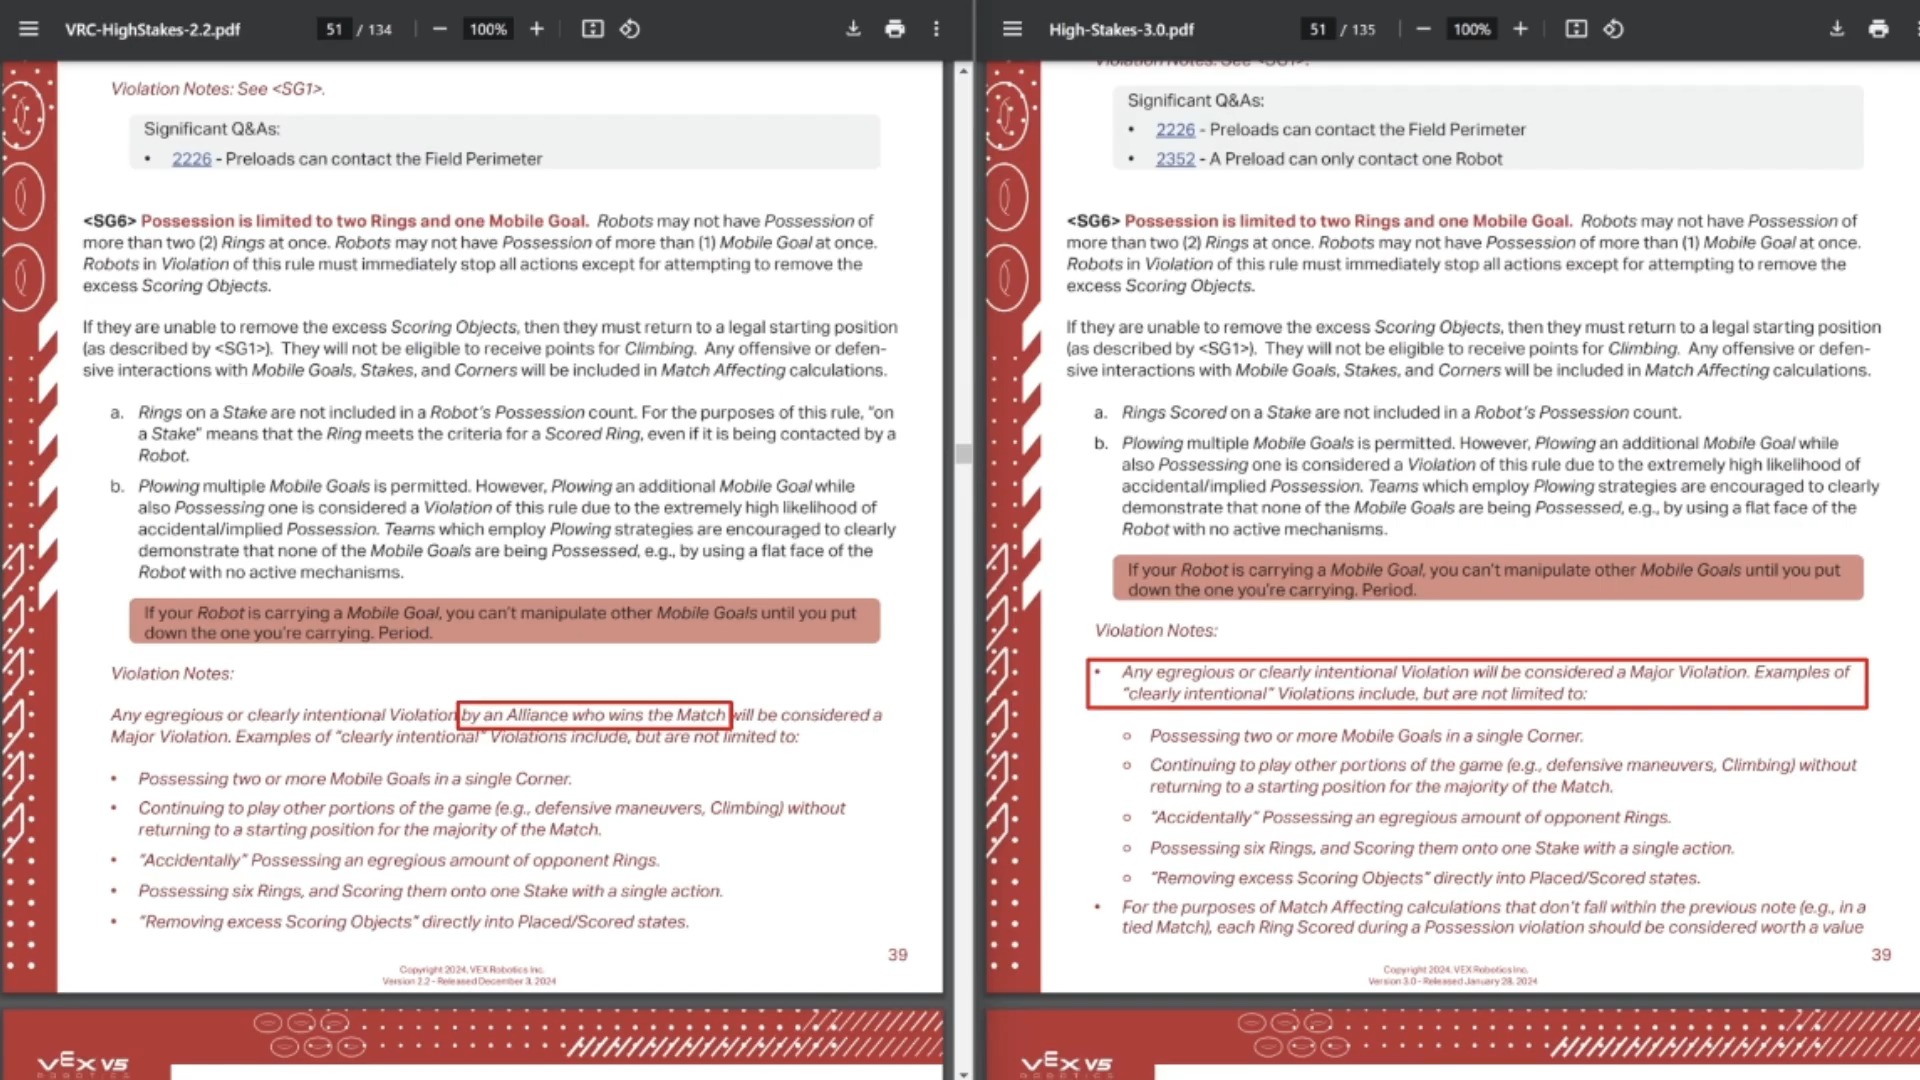 VRC-HighStakes-2.2.pdf
51 / 134
100%
Violation Notes: See <SG1>.
Significant Q&As:
• 2226 - Preloads can contact the Field Perimeter
<SG6> Possession is limited to two Rings and one Mobile Goal. Robots may not have Possession of
more than two (2) Rings at once. Robots may not have Possession of more than (1) Mobile Goal at once.
Robots in Violation of this rule must immediately stop all actions except for attempting to remove the
excess Scoring Objects.
If they are unable to remove the excess Scoring Objects, then they must return to a legal starting position
(as described by <SG1>). They will not be eligible to receive points for Climbing. Any offensive or defen-
sive interactions with Mobile Goals, Stakes, and Corners will be included in Match Affecting calculations.
a. Rings on a Stake are not included in a Robot's Possession count. For the purposes of this rule, "on
a Stake" means that the Ring meets the criteria for a Scored Ring, even if it is being contacted by a
Robot.
b. Plowing multiple Mobile Goals is permitted. However, Plowing an additional Mobile Goal while
also Possessing one is considered a Violation of this rule due to the extremely high likelihood of
accidental/implied Possession. Teams which employ Plowing strategies are encouraged to clearly
demonstrate that none of the Mobile Goals are being Possessed, e.g., by using a flat face of the
Robot with no active mechanisms.
If your Robot is carrying a Mobile Goal, you can't manipulate other Mobile Goals until you put
down the one you're carrying. Period.
Violation Notes:
Any egregious or clearly intentional Violation by an Alliance who wins the Match will be considered a
Major Violation. Examples of "clearly intentional" Violations include, but are not limited to:
• Possessing two or more Mobile Goals in a single Corner.
• Continuing to play other portions of the game (e.g., defensive maneuvers, Climbing) without
returning to a starting position for the majority of the Match.
• "Accidentally" Possessing an egregious amount of opponent Rings.
• Possessing six Rings, and Scoring them onto one Stake with a single action.
• "Removing excess Scoring Objects" directly into Placed/Scored states.
39
Copyright 2024, VEX Robotics Inc.
Version 2.2 - Released December 3, 2024
VEX V5
ROBOTICS
High-Stakes-3.0.pdf
51 / 135
100%
Violation Notes: See <SG1>.
Significant Q&As:
• 2226 - Preloads can contact the Field Perimeter
• 2352 - A Preload can only contact one Robot
<SG6> Possession is limited to two Rings and one Mobile Goal. Robots may not have Possession of
more than two (2) Rings at once. Robots may not have Possession of more than (1) Mobile Goal at once.
Robots in Violation of this rule must immediately stop all actions except for attempting to remove the
excess Scoring Objects.
If they are unable to remove the excess Scoring Objects, then they must return to a legal starting position
(as described by <SG1>). They will not be eligible to receive points for Climbing. Any offensive or defen-
sive interactions with Mobile Goals, Stakes, and Corners will be included in Match Affecting calculations.
a. Rings Scored on a Stake are not included in a Robot's Possession count.
b. Plowing multiple Mobile Goals is permitted. However, Plowing an additional Mobile Goal while
also Possessing one is considered a Violation of this rule due to the extremely high likelihood of
accidental/implied Possession. Teams which employ Plowing strategies are encouraged to clearly
demonstrate that none of the Mobile Goals are being Possessed, e.g., by using a flat face of the
Robot with no active mechanisms.
If your Robot is carrying a Mobile Goal, you can't manipulate other Mobile Goals until you put
down the one you're carrying. Period.
Violation Notes:
• Any egregious or clearly intentional Violation will be considered a Major Violation. Examples of
"clearly intentional" Violations include, but are not limited to:
○ Possessing two or more Mobile Goals in a single Corner.
○ Continuing to play other portions of the game (e.g., defensive maneuvers, Climbing) without
returning to a starting position for the majority of the Match.
○ "Accidentally" Possessing an egregious amount of opponent Rings.
○ Possessing six Rings, and Scoring them onto one Stake with a single action.
○ "Removing excess Scoring Objects" directly into Placed/Scored states.
• For the purposes of Match Affecting calculations that don't fall within the previous note (e.g., in a
tied Match), each Ring Scored during a Possession violation should be considered worth a value
39
Copyright 2024, VEX Robotics Inc.
Version 3.0 - Released January 28, 2024
VEX V5
ROBOTICS